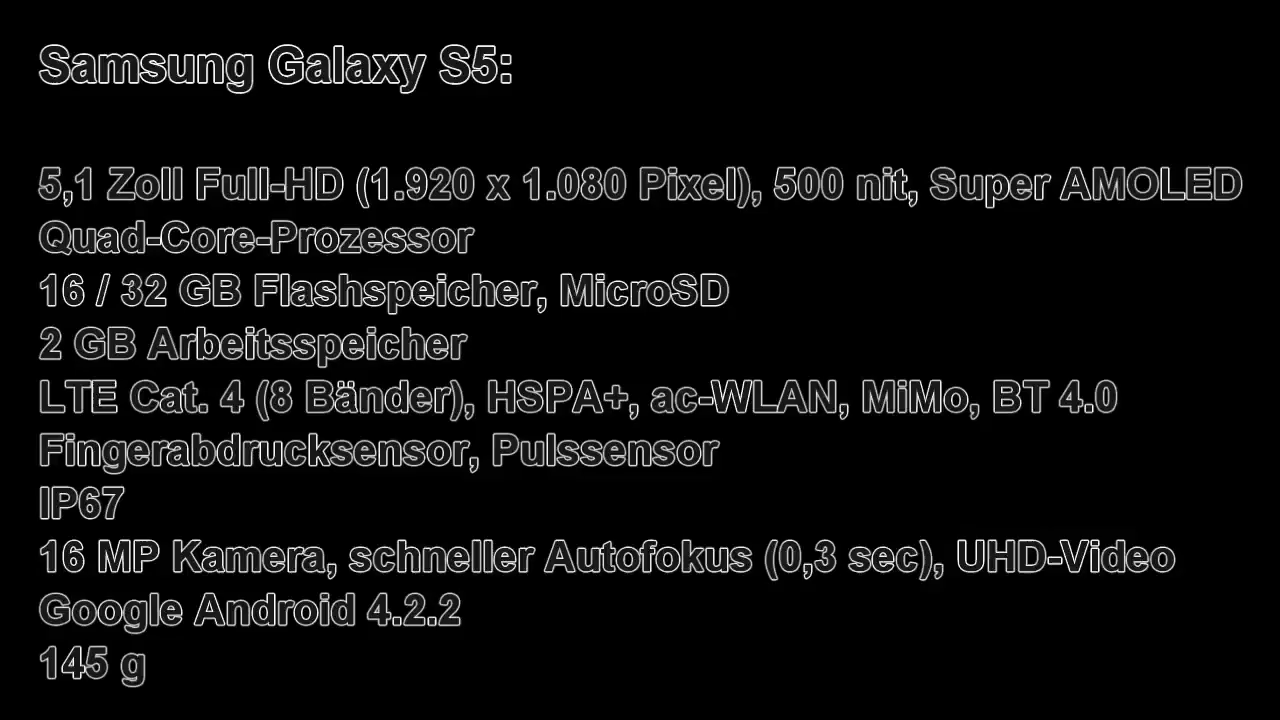 Samsung Galaxy S5:
5,1 Zoll Full-HD (1.920 x 1.080 Pixel), 500 nit, Super AMOLED
Quad-Core-Prozessor
16 / 32 GB Flashspeicher, MicroSD
2 GB Arbeitsspeicher
LTE Cat. 4 (8 Bänder), HSPA+, ac-WLAN, MiMo, BT 4.0
Fingerabdrucksensor, Pulssensor
IP67
16 MP Kamera, schneller Autofokus (0,3 sec), UHD-Video
Google Android 4.2.2
145 g